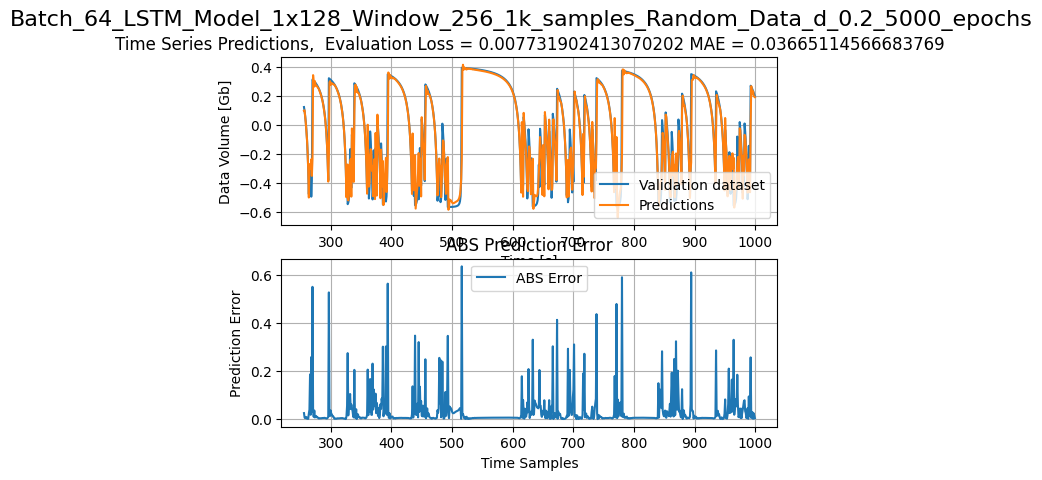 Batch_64_LSTM_Model_1x128_Window_256_1k_samples_Random_Data_d_0.2_5000_epochs
Time Series Predictions,  Evaluation Loss = 0.007731902413070202 MAE = 0.03665114566683769
Data Volume [Gb]
0.4
0.2
0.0
−0.2
−0.4
−0.6
Validation dataset
Predictions
300 400 500 600 700 800 900 1000
Time [s]
ABS Prediction Error
Prediction Error
0.6
0.4
0.2
0.0
ABS Error
300 400 500 600 700 800 900 1000
Time Samples